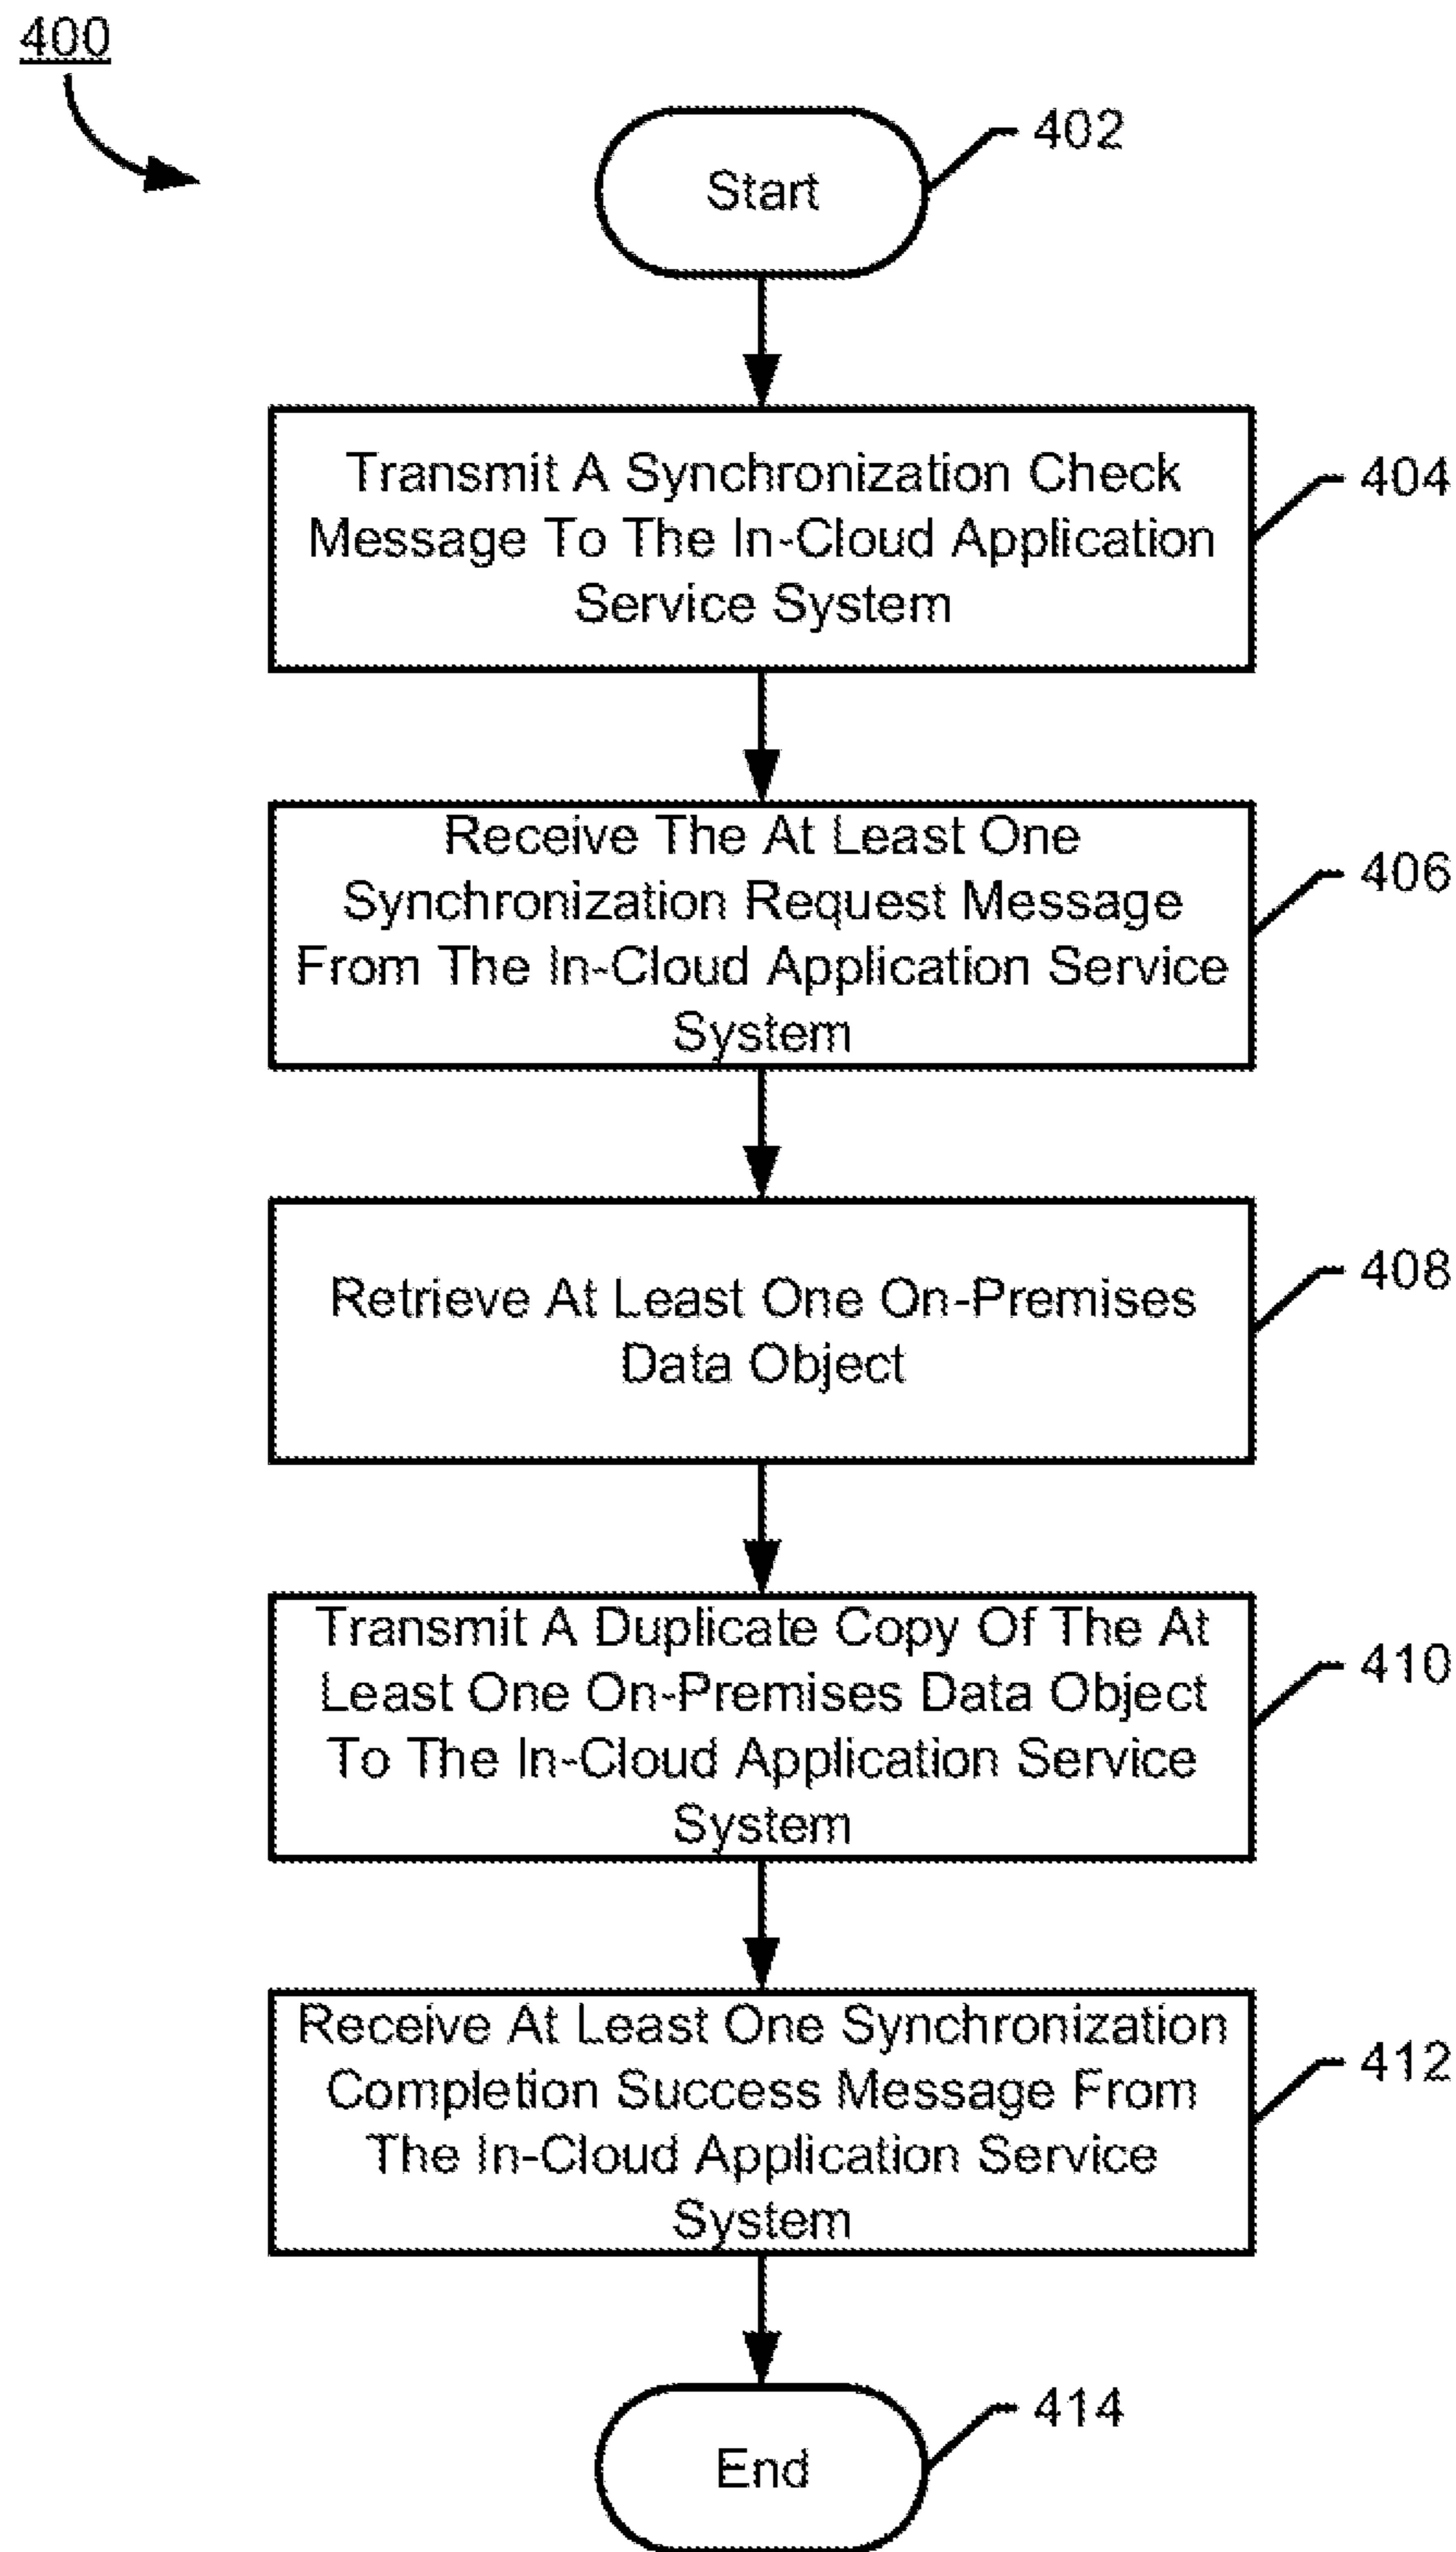 400
402
Start
Transmit A Synchronization Check
Message To The In-Cloud Application
Service System
404
Receive The At Least One
Synchronization Request Message
From The In-Cloud Application Service
System
406
Retrieve At Least One On-Premises
Data Object
408
Transmit A Duplicate Copy Of The At
Least One On-Premises Data Object
To The In-Cloud Application Service
System
410
Receive At Least One Synchronization
Completion Success Message From
The In-Cloud Application Service
System
412
414
End